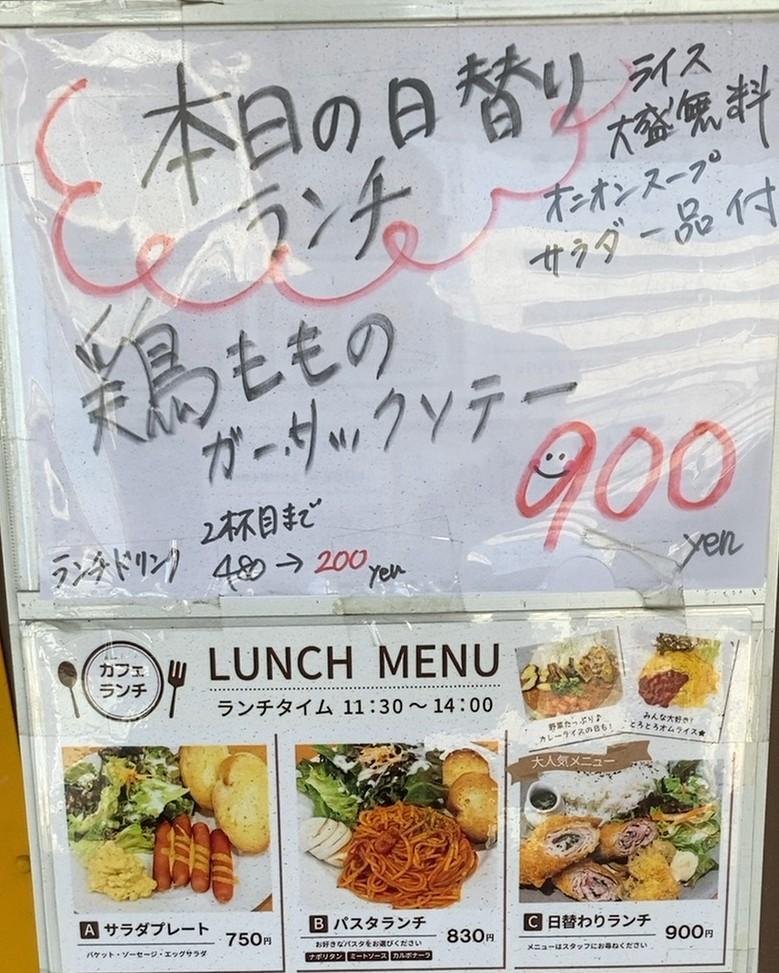 本日の日替り
ランチ
ライス
大盛無料
オニオンスープ
サラダ一品付
鶏ももの
ガーリックソテー
900
yen
2杯目まで
ランチドリンク 480→200yen
カフェ
ランチ
LUNCH MENU
ランチタイム 11:30～14:00
野菜たっぷり♪
カレーライスの日も!
みんな大好き!
とろとろオムライス★
大人気メニュー
A サラダプレート 750円
バケット・ソーセージ・エッグサラダ
B パスタランチ 830円
お好きなパスタをお選びください
ナポリタン ミートソース カルボナーラ
C 日替わりランチ 900円
メニューはスタッフにお尋ねください